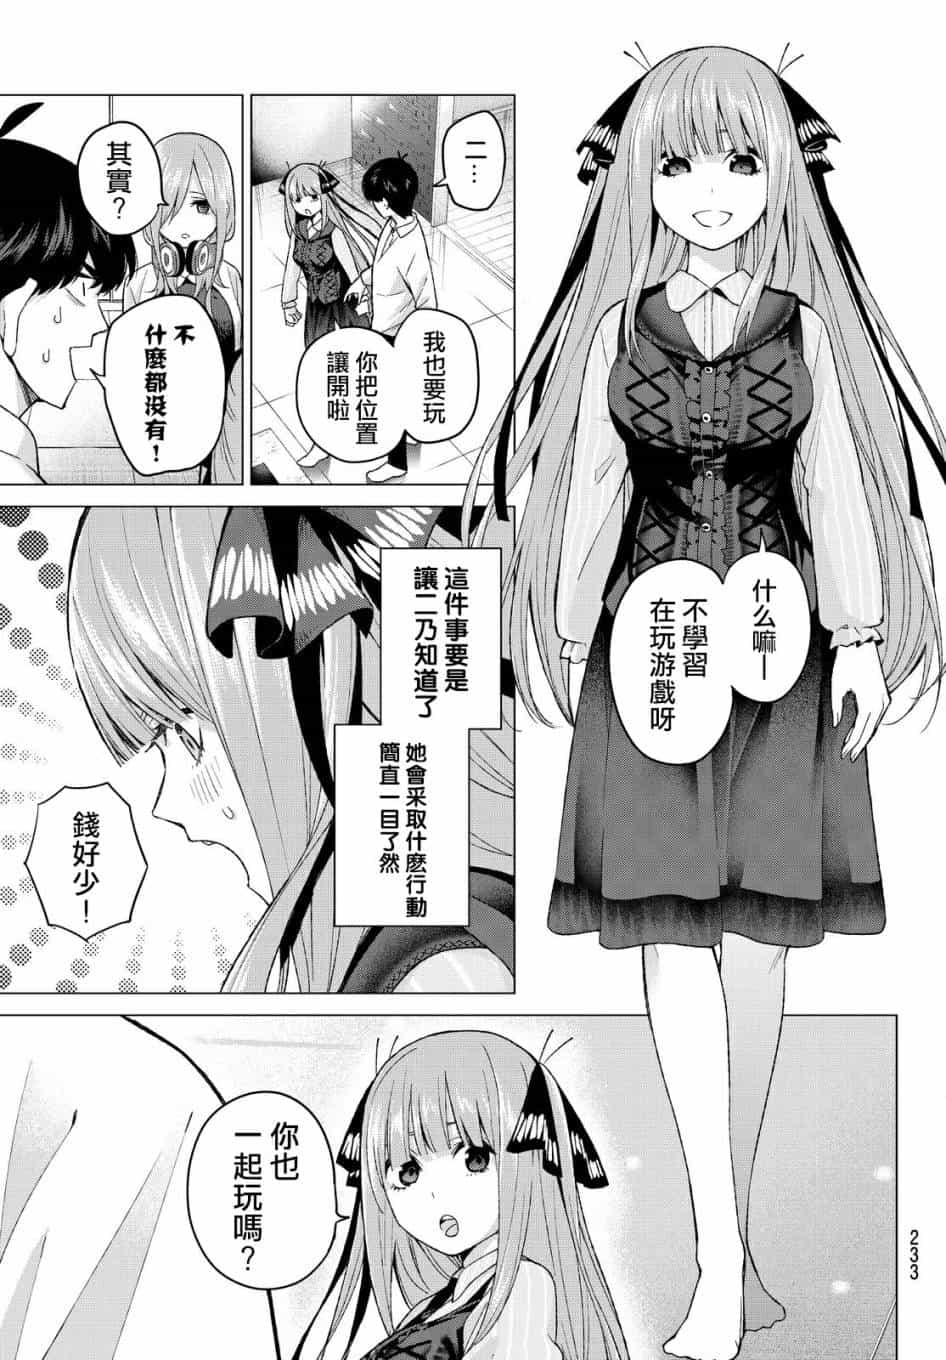 什么嘛—
不學習
在玩游戲呀
二…
我也要玩
你把位置
讓開啦
其實？
不
什麼都没有！
這件事要是
讓二乃知道了
她會采取什麽行動
簡直一目了然
錢好少！
你也
一起玩嗎？
233